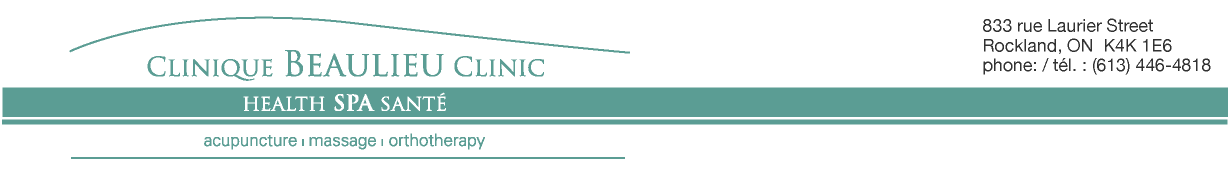 CLINIQUE BEAULIEU CLINIC
HEALTH SPA SANTÉ
acupuncture ı massage ı orthotherapy
833 rue Laurier Street
Rockland, ON  K4K 1E6
phone: / tél. : (613) 446-4818